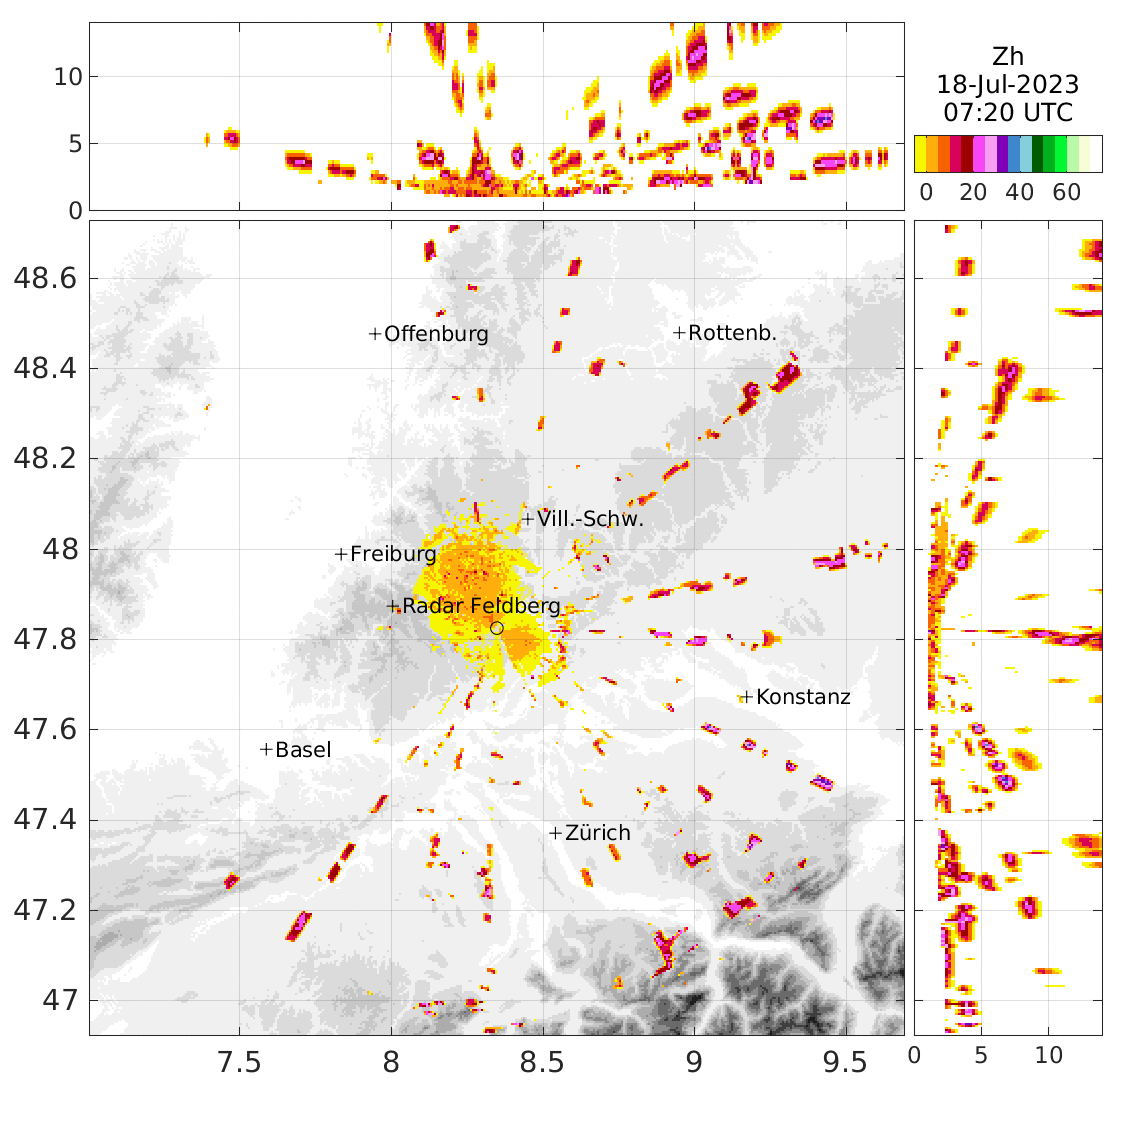 10
5
0
Zh
18-Jul-2023
07:20 UTC
0 20 40 60
48.6
48.4
48.2
48
47.8
47.6
47.4
47.2
47
+Offenburg
+Rottenb.
+Vill.-Schw.
+Freiburg
+Radar Feldberg
+Konstanz
+Basel
+Zürich
7.5 8 8.5 9 9.5
0 5 10